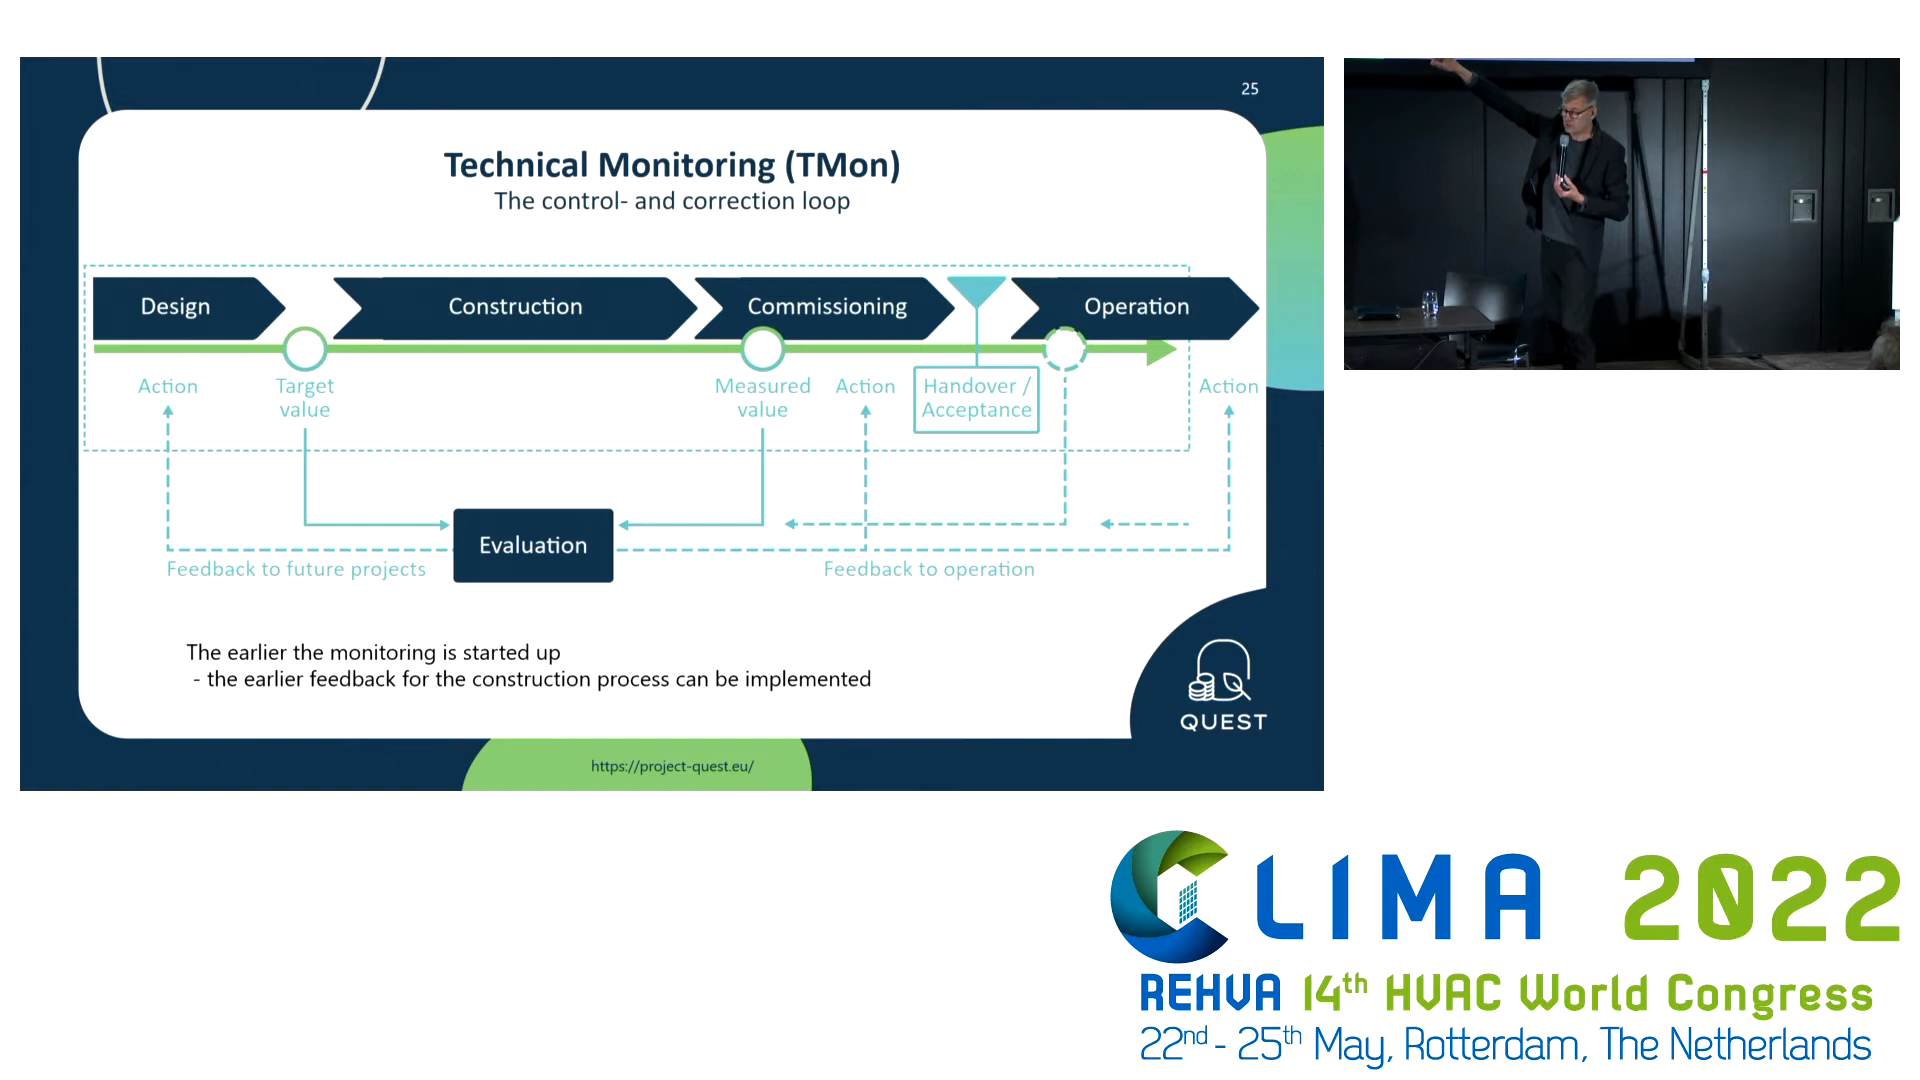 25
Technical Monitoring (TMon)
The control- and correction loop
Design
Construction
Commissioning
Operation
Action
Target
value
Measured
value
Action
Handover /
Acceptance
Action
Evaluation
Feedback to future projects
Feedback to operation
The earlier the monitoring is started up
- the earlier feedback for the construction process can be implemented
QUEST
https://project-quest.eu/
CLIMA 2022
REHVA 14th HVAC World Congress
22nd - 25th May, Rotterdam, The Netherlands